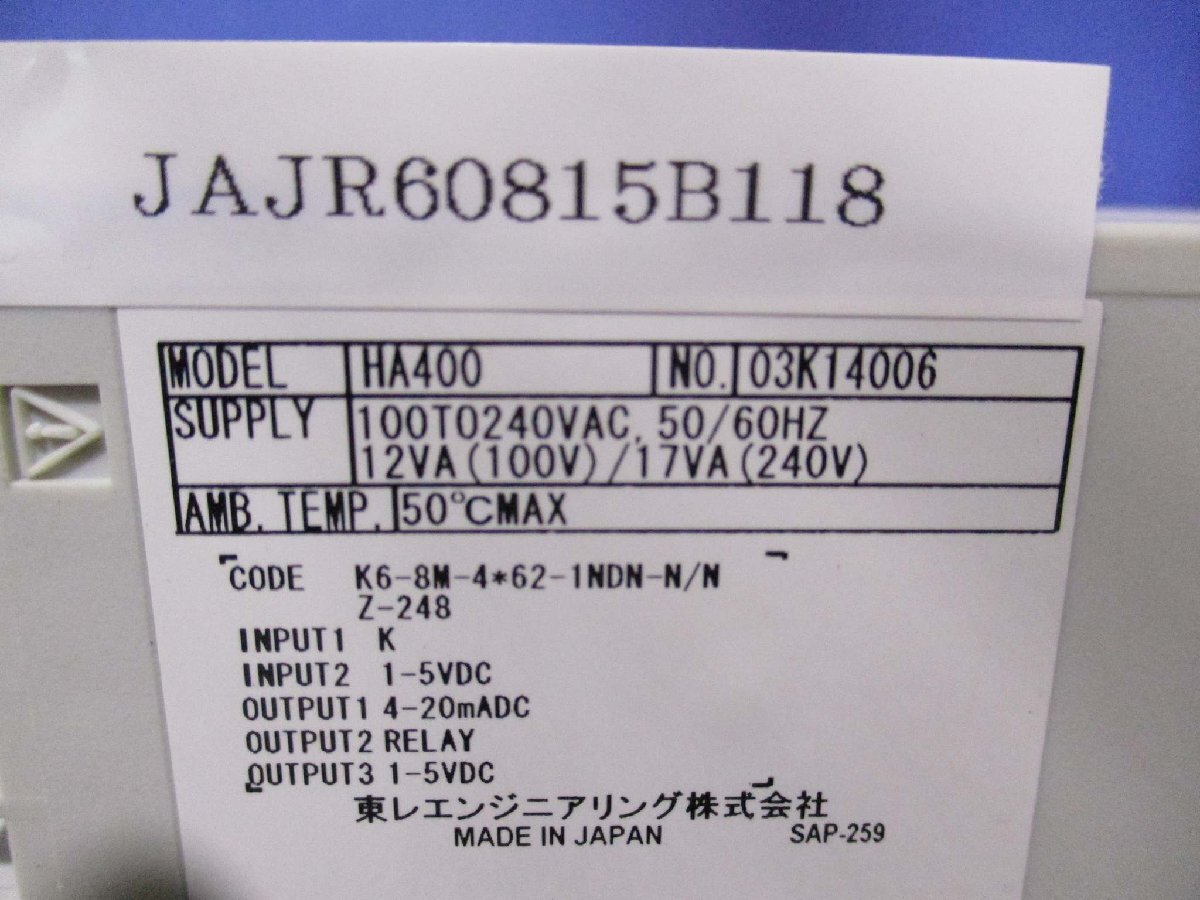 JAJR60815B118
MODEL HA400 NO. 03K14006
SUPPLY 100TO240VAC, 50/60HZ
12VA(100V)/17VA(240V)
AMB. TEMP. 50℃MAX
CODE K6-8M-4*62-1NDN-N/N
Z-248
INPUT1 K
INPUT2 1-5VDC
OUTPUT1 4-20mADC
OUTPUT2 RELAY
OUTPUT3 1-5VDC
東レエンジニアリング株式会社
MADE IN JAPAN SAP-259